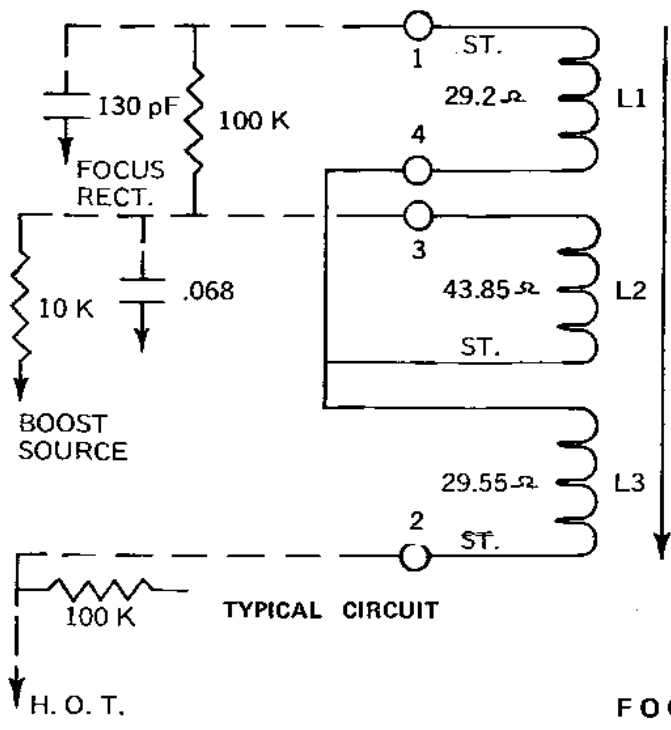 1
ST.
29.2 Ω
L1
130 pF
100 K
4
FOCUS
RECT.
3
10 K
.068
43.85 Ω
L2
ST.
BOOST
SOURCE
29.55 Ω
L3
2
ST.
100 K
TYPICAL CIRCUIT
H. O. T.